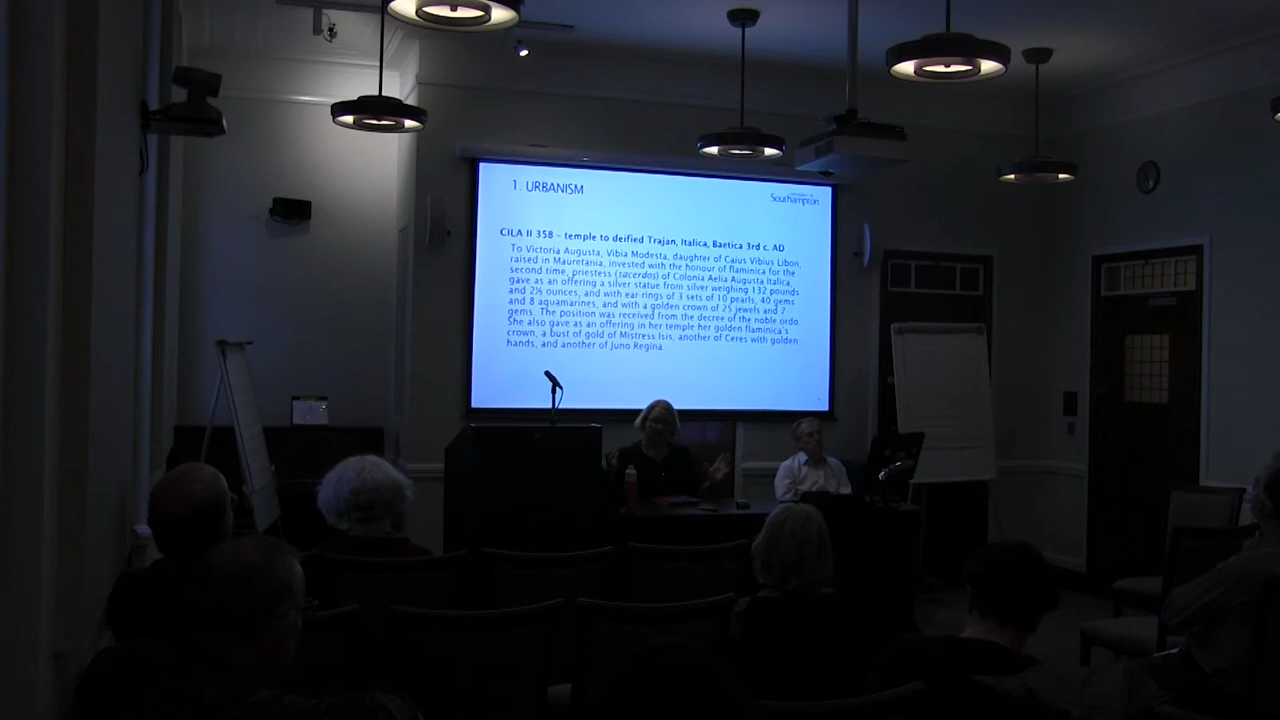 1. URBANISM
UNIVERSITY OF
Southampton
CILA II 358 – temple to deified Trajan, Italica, Baetica 3rd c. AD
To Victoria Augusta, Vibia Modesta, daughter of Caius Vibius Libon,
raised in Mauretania, invested with the honour of flaminica for the
second time, priestess (sacerdos) of Colonia Aelia Augusta Italica,
gave as an offering a silver statue from silver weighing 132 pounds
and 2½ ounces, and with ear-rings of 3 sets of 10 pearls, 40 gems
and 8 aquamarines, and with a golden crown of 25 jewels and 7
gems. The position was received from the decree of the noble ordo.
She also gave as an offering in her temple her golden flaminica's
crown, a bust of gold of Mistress Isis, another of Ceres with golden
hands, and another of Juno Regina.